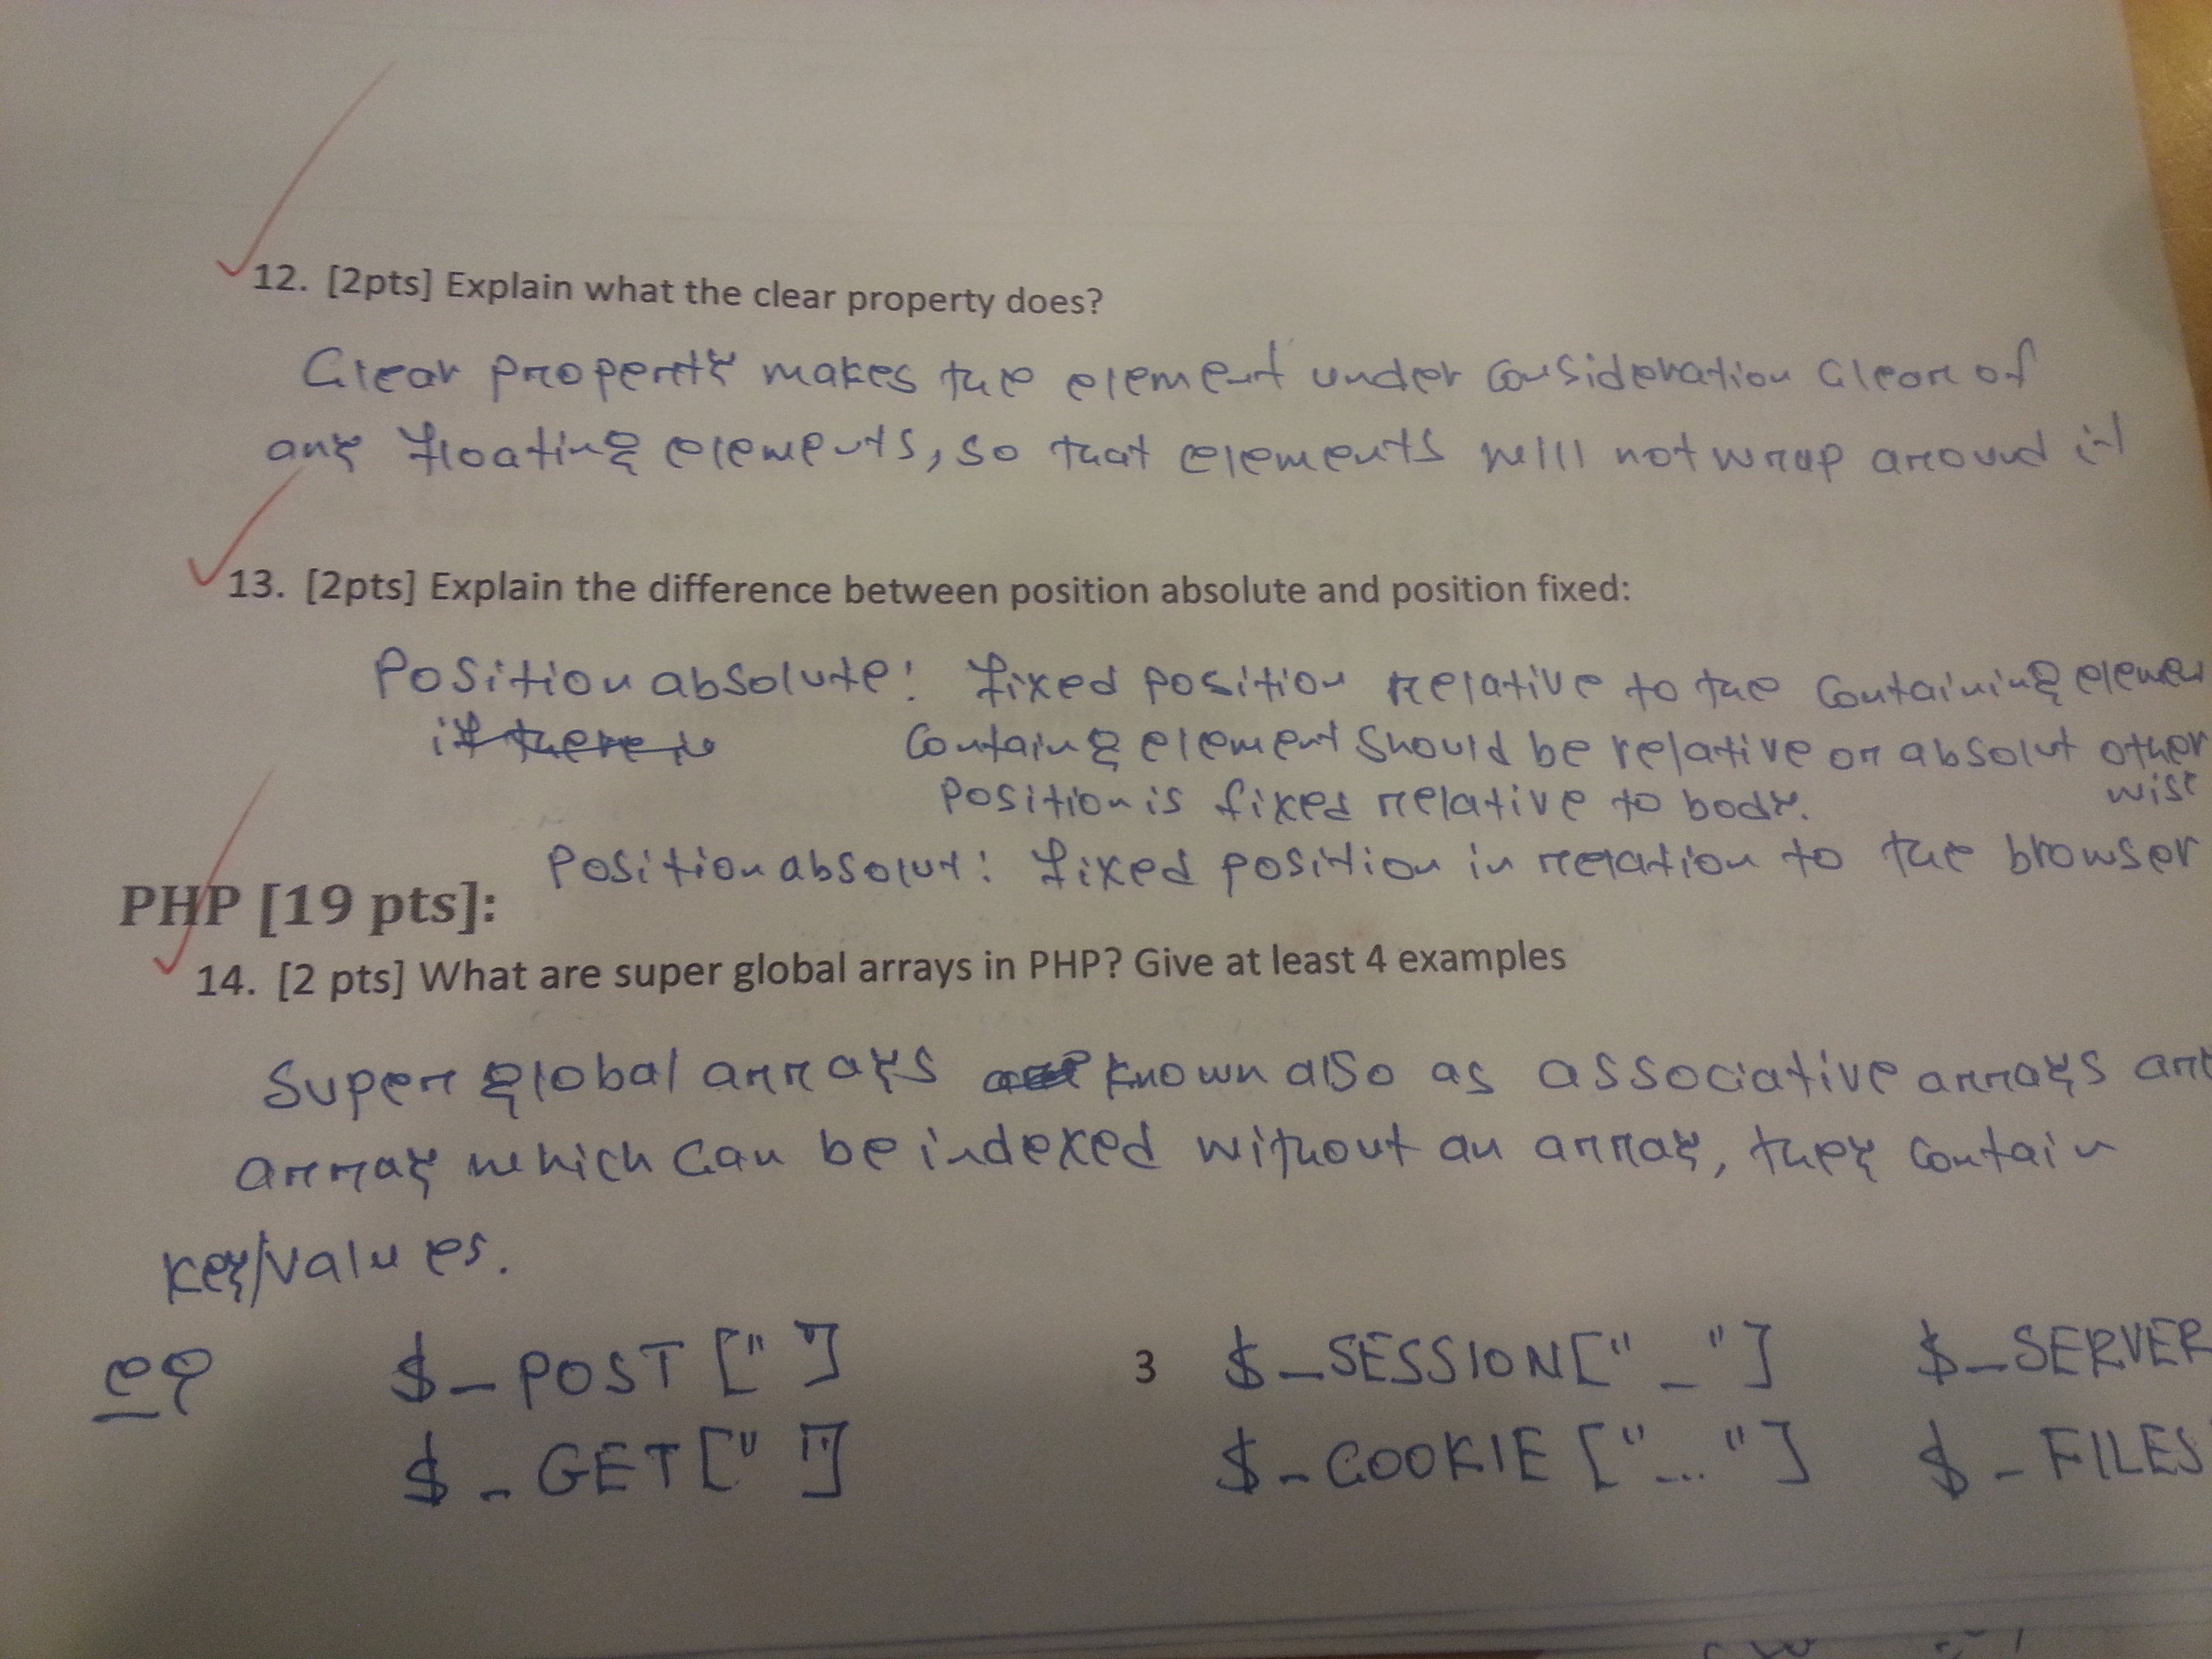 12. [2pts] Explain what the clear property does?
Clear property makes the element under consideration clear of
any floating elements, so that elements will not wrap around it
13. [2pts] Explain the difference between position absolute and position fixed:
Position absolute: fixed position relative to the containing elemen
if there is containg element should be relative or absolut other
wise
position is fixed relative to body.
Position absolut: fixed position in relation to the browser
PHP [19 pts]:
14. [2 pts] What are super global arrays in PHP? Give at least 4 examples
Super global arrays known also as associative arrays are
array which can be indexed without an array, they contain
key/values.
eg $_POST [" "] 3 $_SESSION["_"] $_SERVER
$_GET [" "] $_COOKIE ["..."] $_FILES